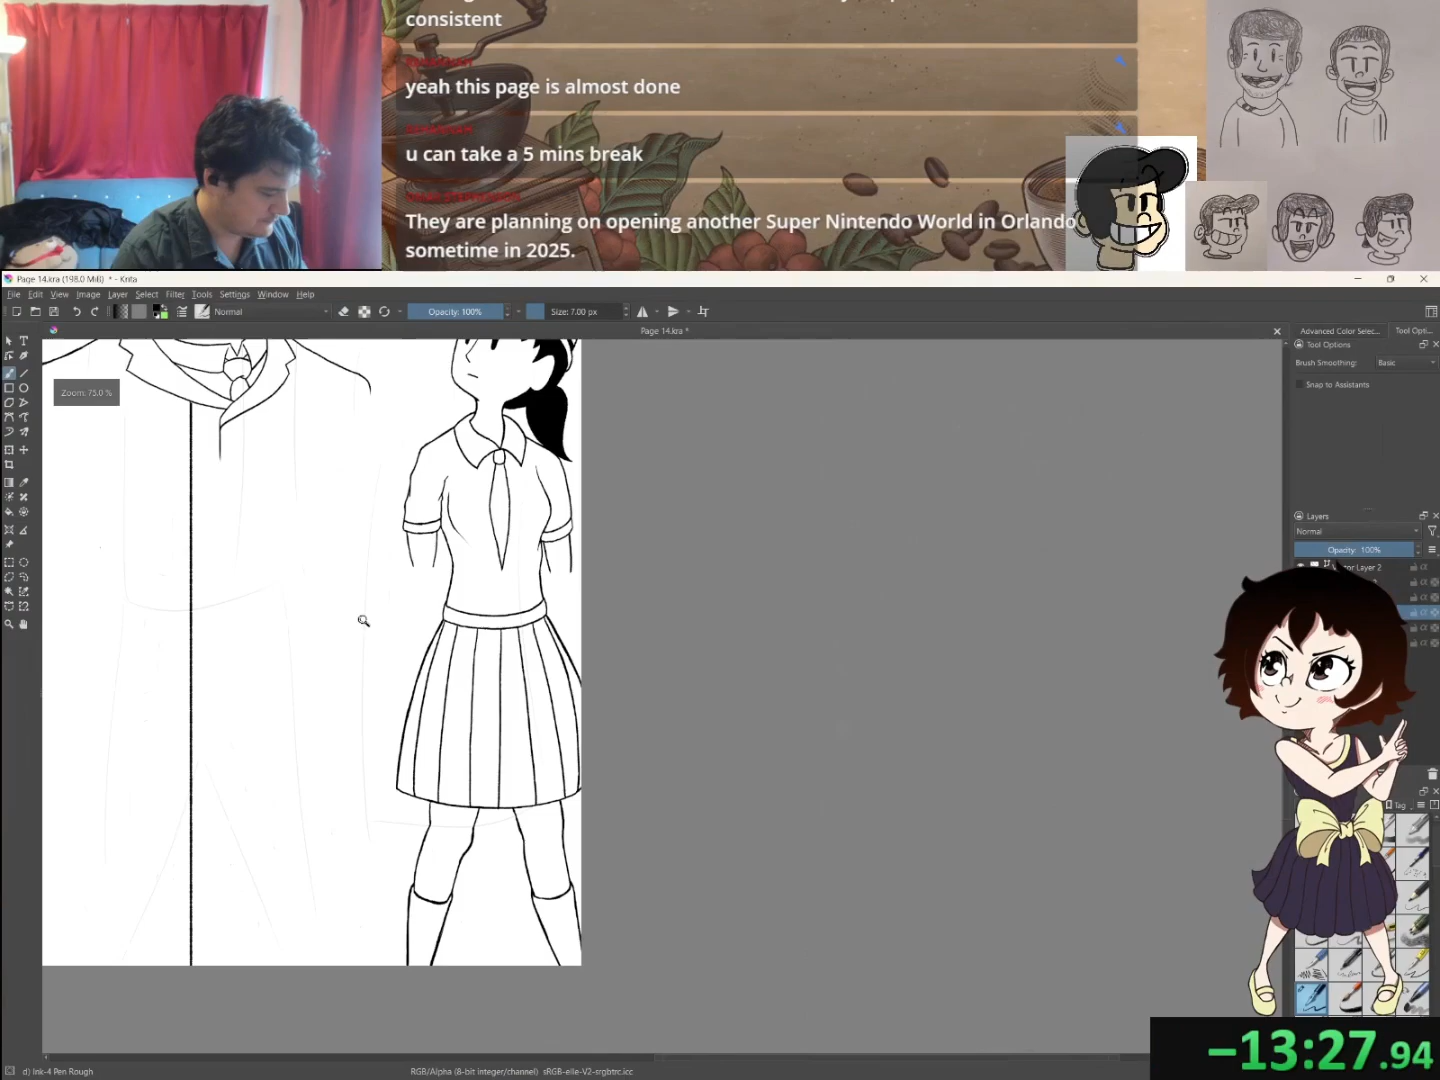 consistent
yeah this page is almost done
u can take a 5 mins break
They are planning on opening another Super Nintendo World in Orlando
sometime in 2025.
Page 14.kra (198.0 MiB) * - Krita
File Edit View Image Layer Select Filter Tools Settings Window Help
Normal
Opacity: 100%
Size: 7.00 px
Page 14.kra *
Advanced Color Selec...
Tool Opti...
Tool Options
Brush Smoothing:
Basic
Snap to Assistants
Zoom: 75.0 %
Layers
Normal
Opacity: 100%
Layer 2
Tag
d) Ink-4 Pen Rough
RGB/Alpha (8-bit integer/channel) sRGB-elle-V2-srgbtrc.icc
−13:27.94